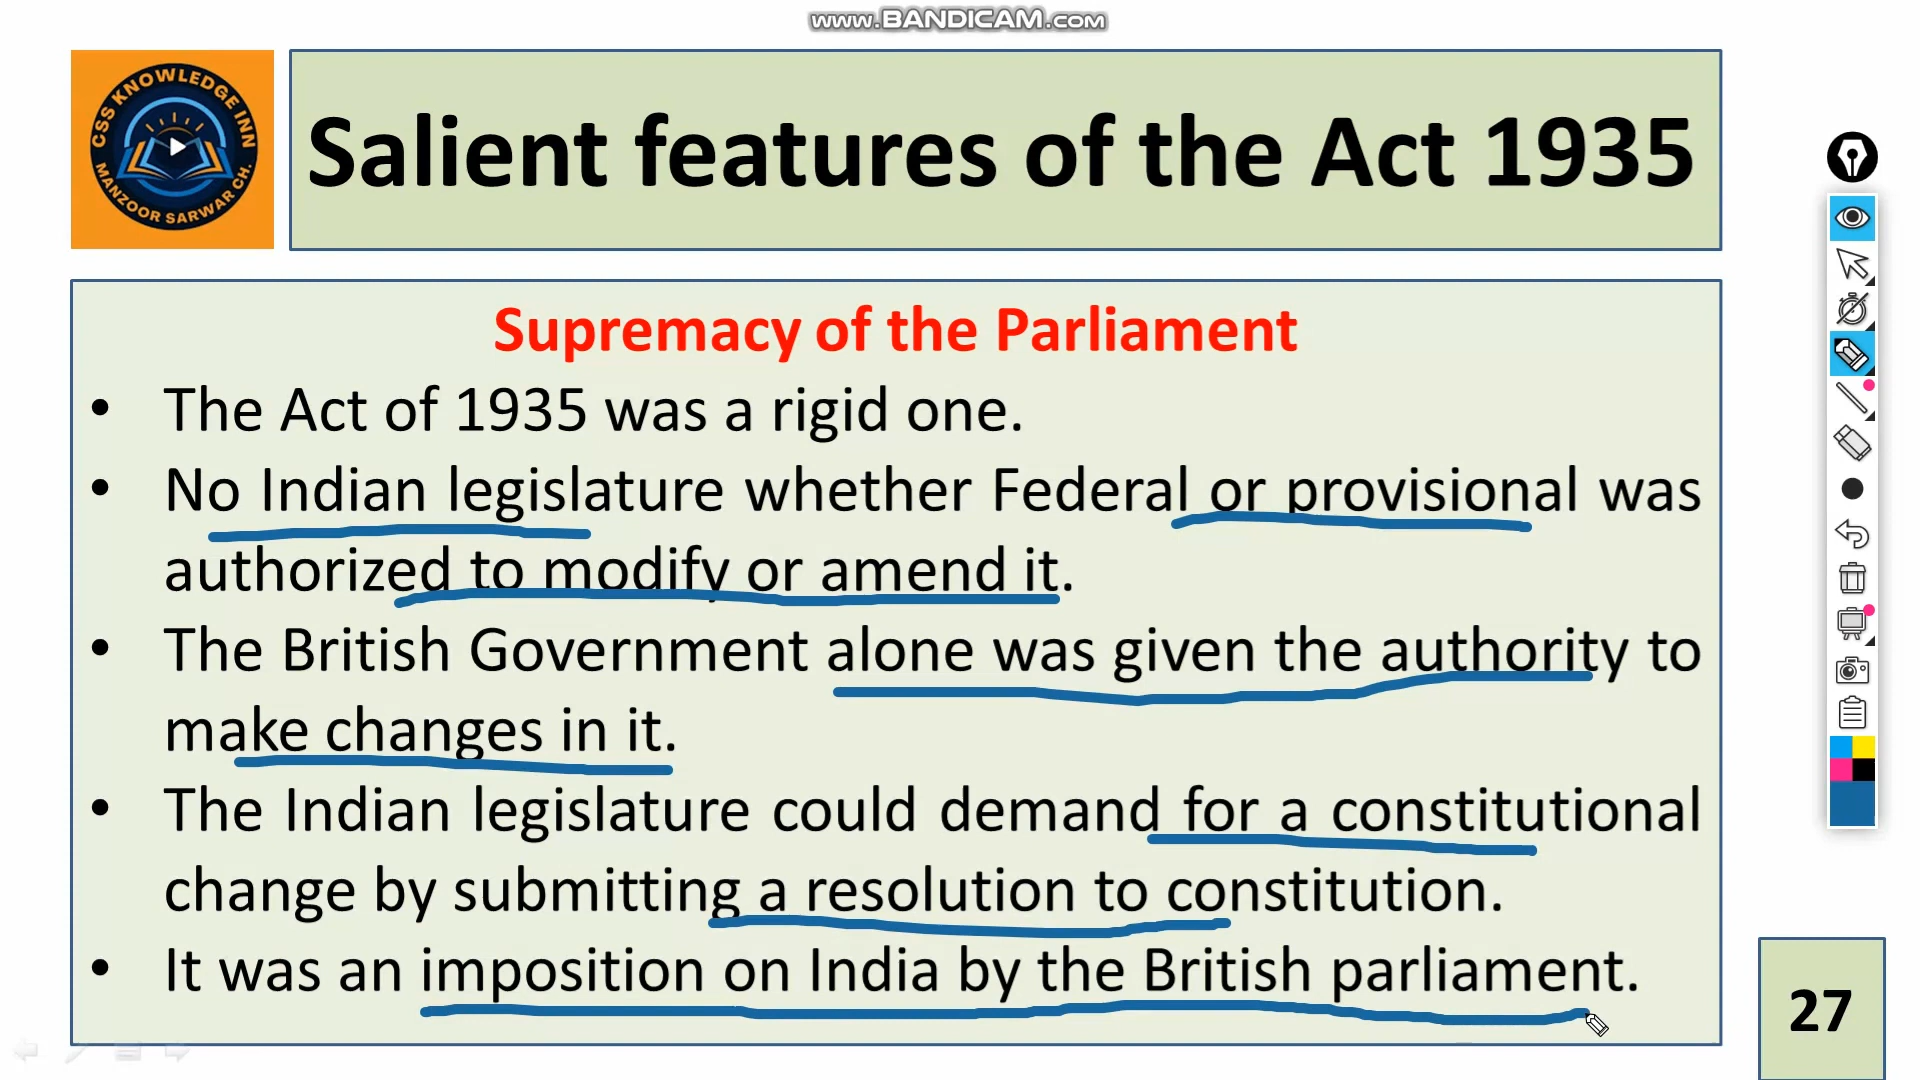 www.BANDICAM.com
CSS KNOWLEDGE INN
MANZOOR SARWAR CH.
Salient features of the Act 1935
Supremacy of the Parliament
• The Act of 1935 was a rigid one.
• No Indian legislature whether Federal or provisional was
authorized to modify or amend it.
• The British Government alone was given the authority to
make changes in it.
• The Indian legislature could demand for a constitutional
change by submitting a resolution to constitution.
• It was an imposition on India by the British parliament.
27